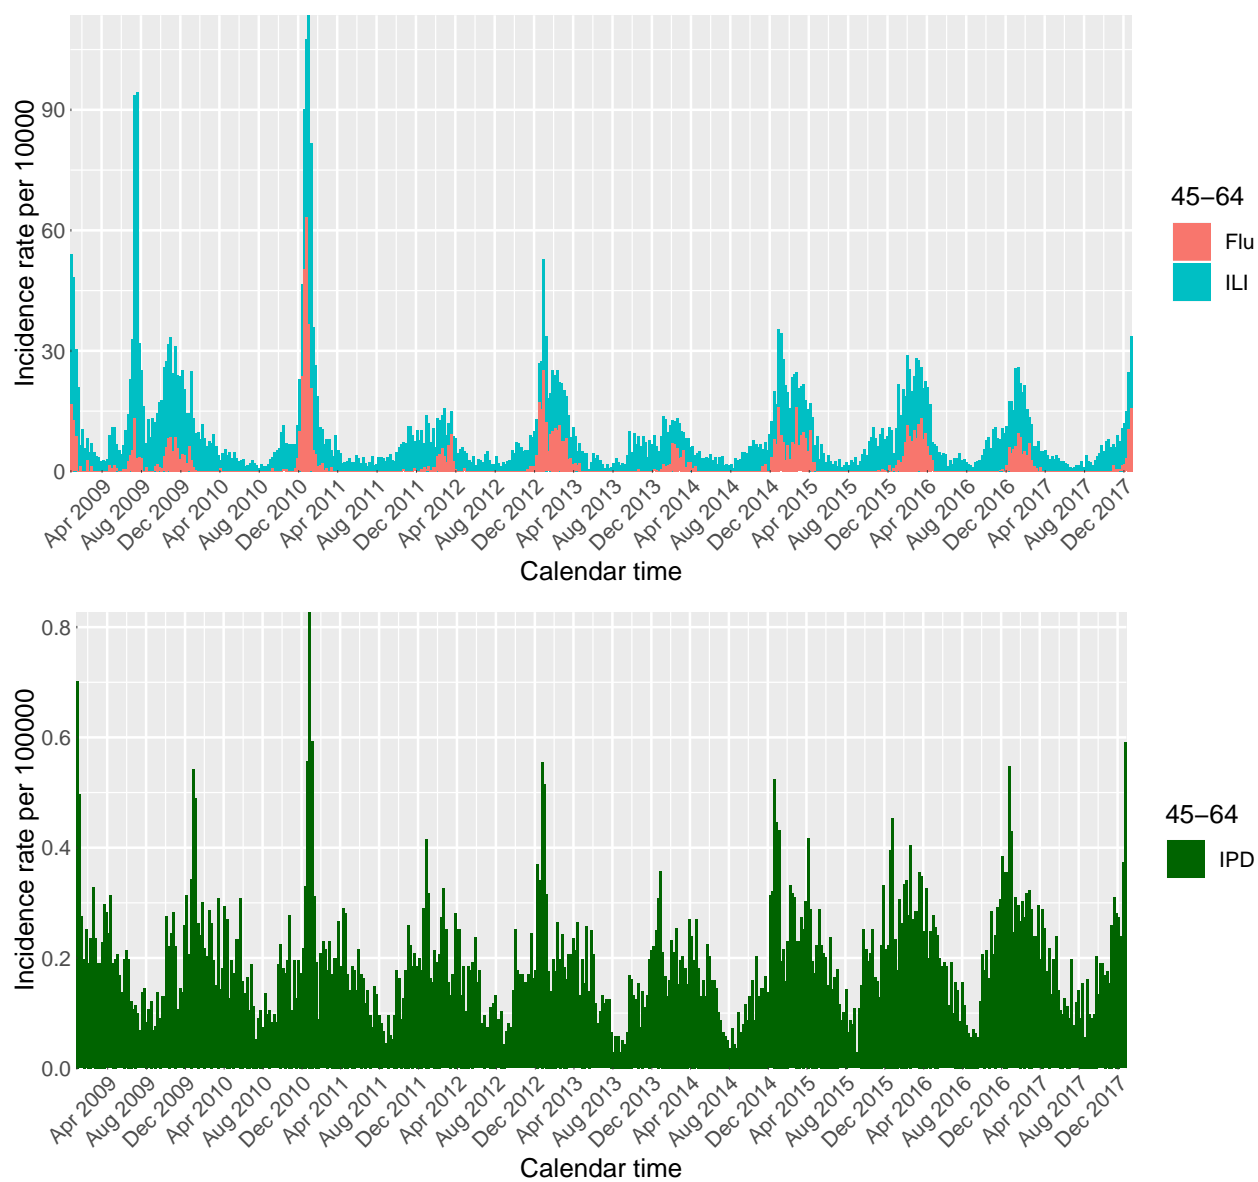 Incidence rate per 10000
90
60
30
0
Apr 2009
Aug 2009
Dec 2009
Apr 2010
Aug 2010
Dec 2010
Apr 2011
Aug 2011
Dec 2011
Apr 2012
Aug 2012
Dec 2012
Apr 2013
Aug 2013
Dec 2013
Apr 2014
Aug 2014
Dec 2014
Apr 2015
Aug 2015
Dec 2015
Apr 2016
Aug 2016
Dec 2016
Apr 2017
Aug 2017
Dec 2017
Calendar time
45−64
Flu
ILI
Incidence rate per 100000
0.8
0.6
0.4
0.2
0.0
Apr 2009
Aug 2009
Dec 2009
Apr 2010
Aug 2010
Dec 2010
Apr 2011
Aug 2011
Dec 2011
Apr 2012
Aug 2012
Dec 2012
Apr 2013
Aug 2013
Dec 2013
Apr 2014
Aug 2014
Dec 2014
Apr 2015
Aug 2015
Dec 2015
Apr 2016
Aug 2016
Dec 2016
Apr 2017
Aug 2017
Dec 2017
Calendar time
45−64
IPD